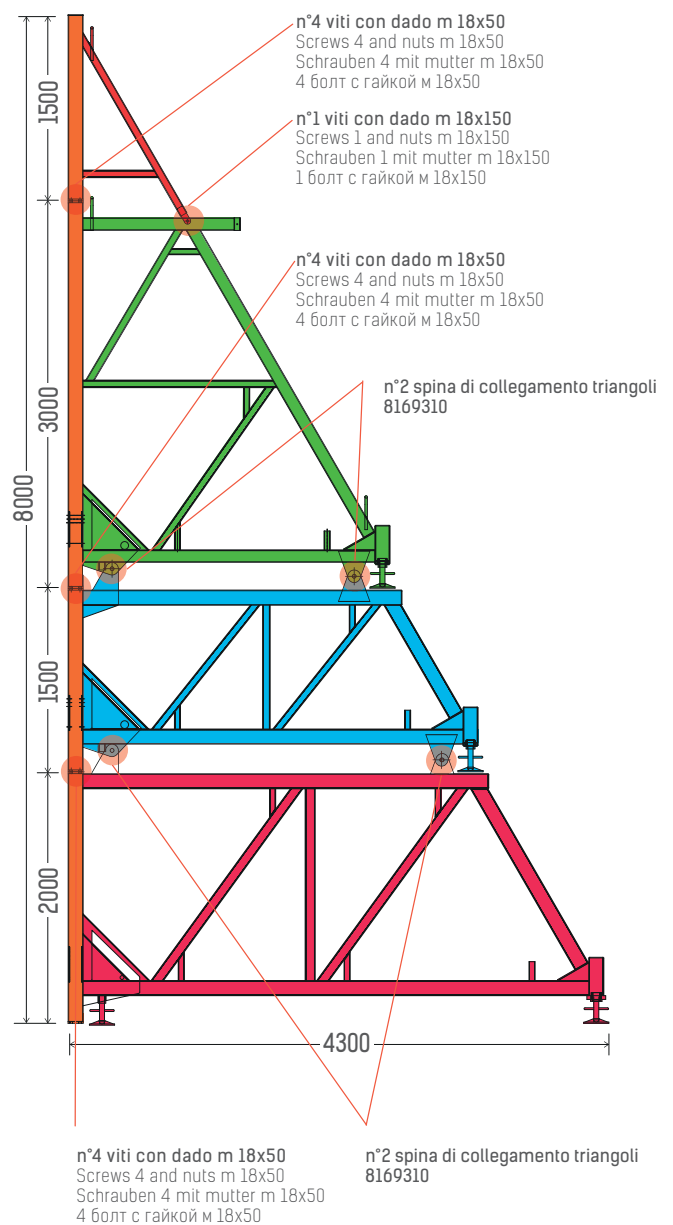 n°4 viti con dado m 18x50
Screws 4 and nuts m 18x50
Schrauben 4 mit mutter m 18x50
4 болт с гайкой м 18x50
n°1 viti con dado m 18x150
Screws 1 and nuts m 18x150
Schrauben 1 mit mutter m 18x150
1 болт с гайкой м 18x150
n°4 viti con dado m 18x50
Screws 4 and nuts m 18x50
Schrauben 4 mit mutter m 18x50
4 болт с гайкой м 18x50
n°2 spina di collegamento triangoli
8169310
1500
3000
8000
1500
2000
4300
n°4 viti con dado m 18x50
Screws 4 and nuts m 18x50
Schrauben 4 mit mutter m 18x50
4 болт с гайкой м 18x50
n°2 spina di collegamento triangoli
8169310